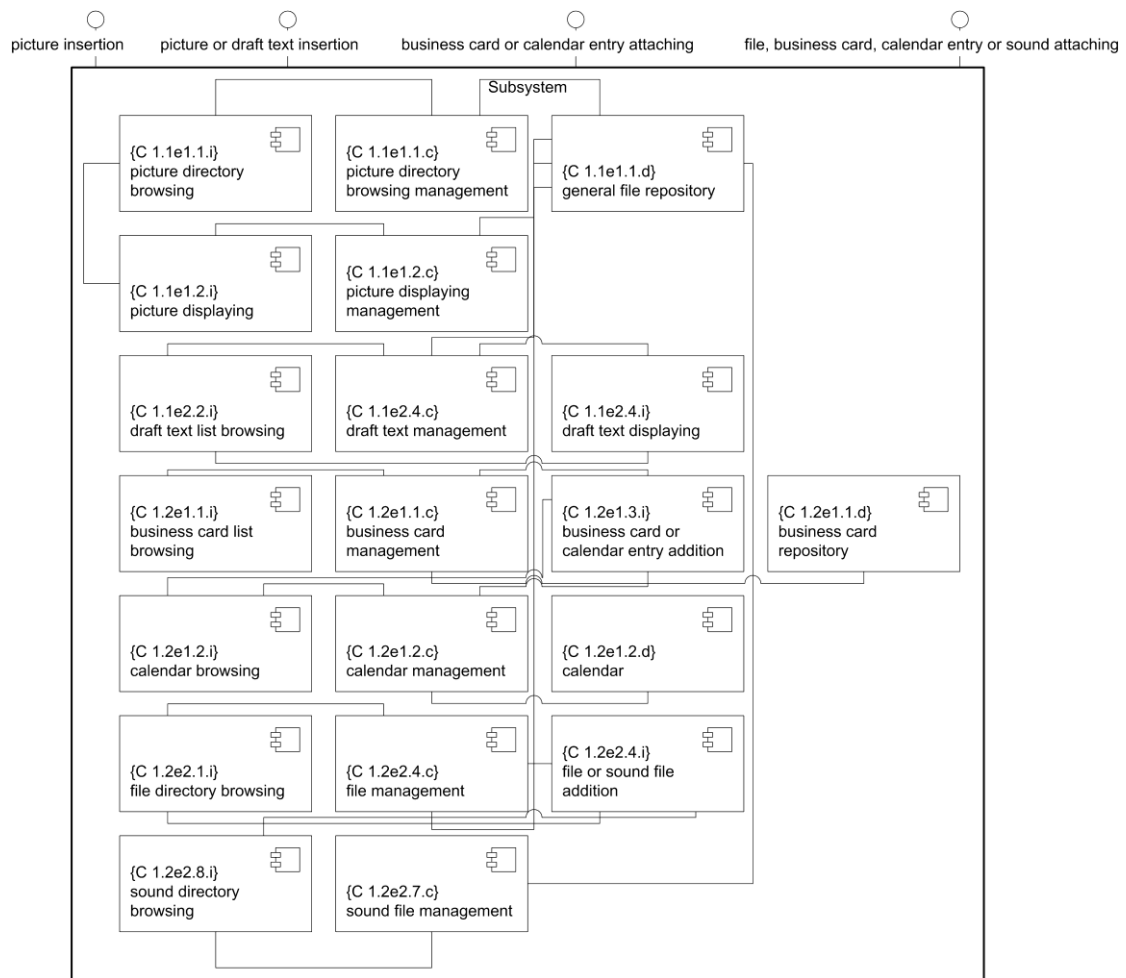 picture insertion
picture or draft text insertion
business card or calendar entry attaching
file, business card, calendar entry or sound attaching
Subsystem
{C 1.1e1.1.i}
picture directory
browsing
{C 1.1e1.1.c}
picture directory
browsing management
{C 1.1e1.1.d}
general file repository
{C 1.1e1.2.i}
picture displaying
{C 1.1e1.2.c}
picture displaying
management
{C 1.1e2.2.i}
draft text list browsing
{C 1.1e2.4.c}
draft text management
{C 1.1e2.4.i}
draft text displaying
{C 1.2e1.1.i}
business card list
browsing
{C 1.2e1.1.c}
business card
management
{C 1.2e1.3.i}
business card or
calendar entry addition
{C 1.2e1.1.d}
business card
repository
{C 1.2e1.2.i}
calendar browsing
{C 1.2e1.2.c}
calendar management
{C 1.2e1.2.d}
calendar
{C 1.2e2.1.i}
file directory browsing
{C 1.2e2.4.c}
file management
{C 1.2e2.4.i}
file or sound file
addition
{C 1.2e2.8.i}
sound directory
browsing
{C 1.2e2.7.c}
sound file management